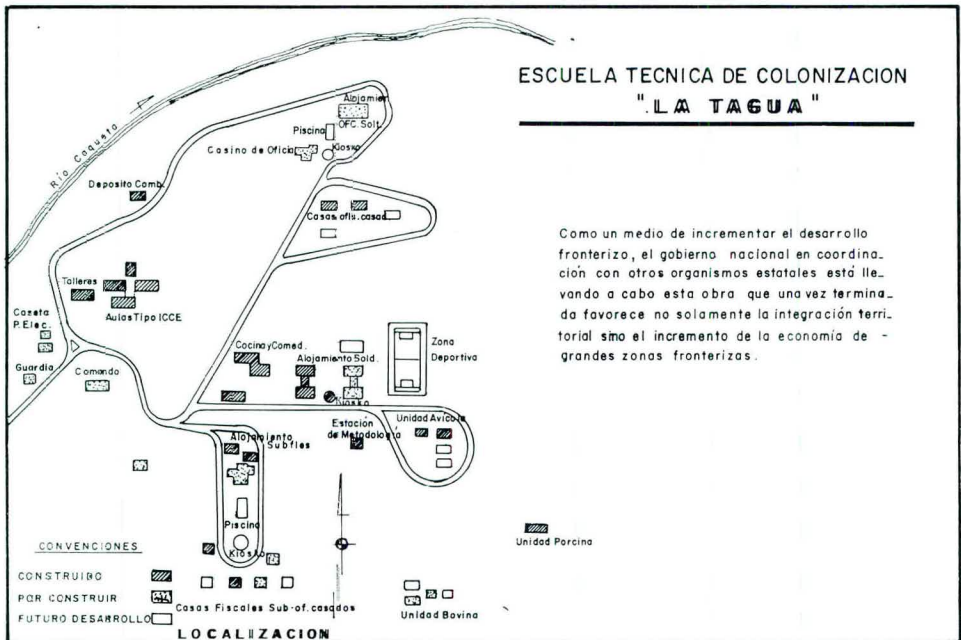 ESCUELA TECNICA DE COLONIZACION
"LA TAGUA"
Como un medio de incrementar el desarrollo
fronterizo, el gobierno nacional en coordina_
ción con otros organismos estatales está lle_
vando a cabo esta obra que una vez termina_
da favorece no solamente la integración terri_
torial sino el incremento de la economía de -
grandes zonas fronterizas.
Río Caqueta
Alojamien.
OFC. Solt.
Piscina
Kiosko
Casino de Oficia
Deposito Comb.
Casas ofls. casad.
Talleres
Aulas Tipo ICCE
Caseta
P. Elec.
Guardia
Comando
Cocina y Comed.
Alojamiento Sold.
Zona
Deportiva
Kiosko
Estación
de Metodología
Unidad Avicola
Alojamiento
Subfles
Piscina
Kiosko
Unidad Porcina
CONVENCIONES
CONSTRUIDO
POR CONSTRUIR
FUTURO DESARROLLO
Casas Fiscales Sub-of. casados
Unidad Bovina
LOCALIZACION